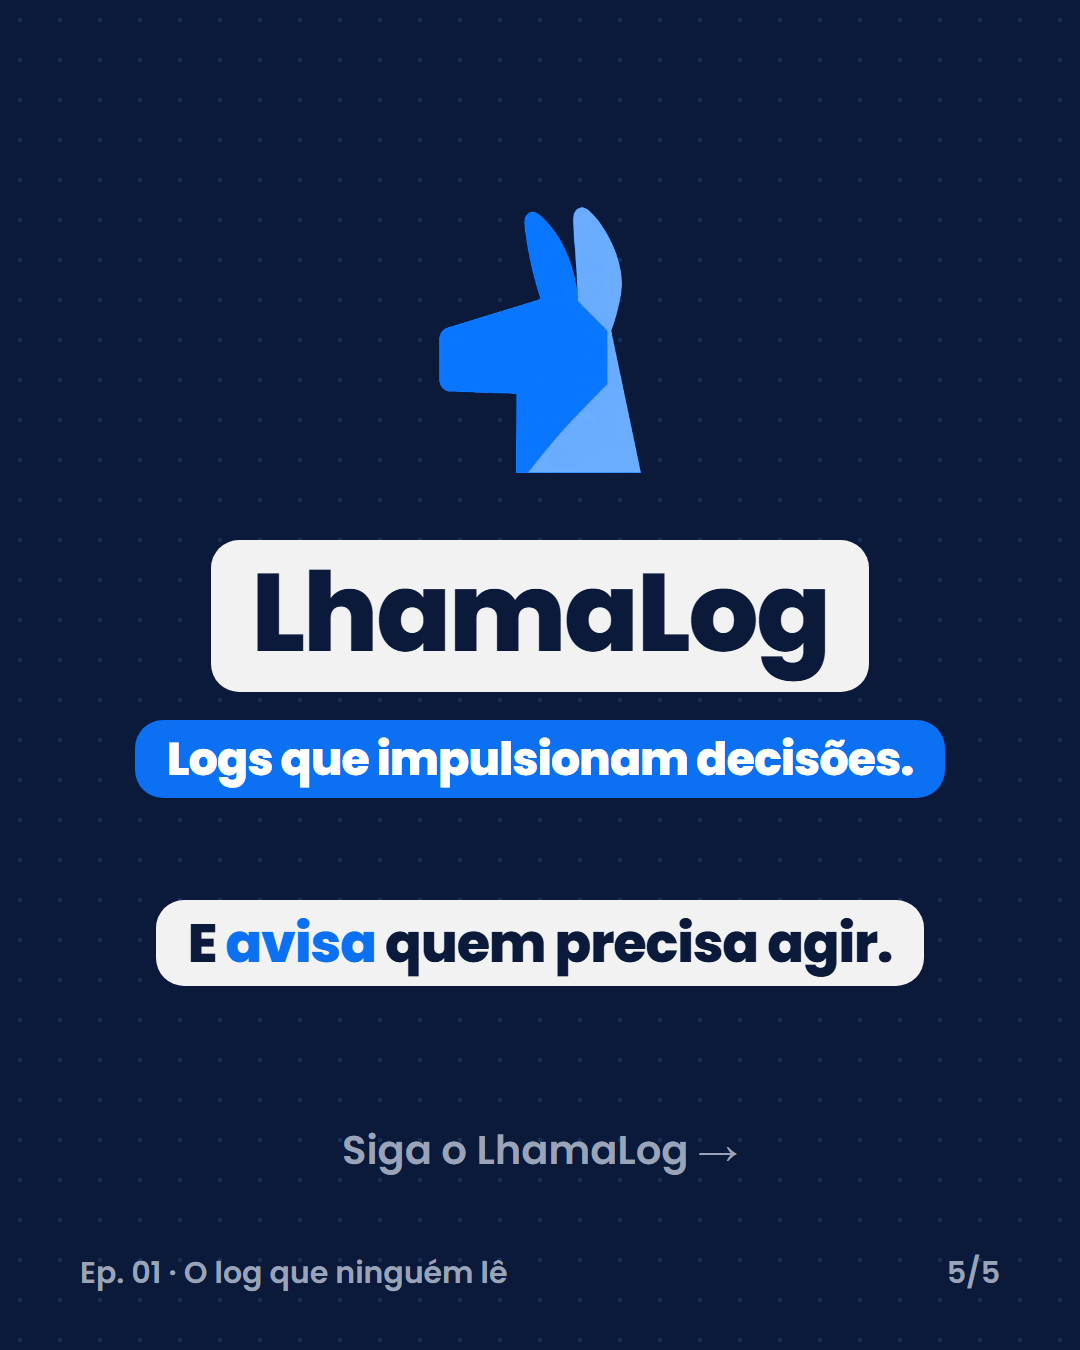 LhamaLog
Logs que impulsionam decisões.
E avisa quem precisa agir.
Siga o LhamaLog →
Ep. 01 · O log que ninguém lê
5/5